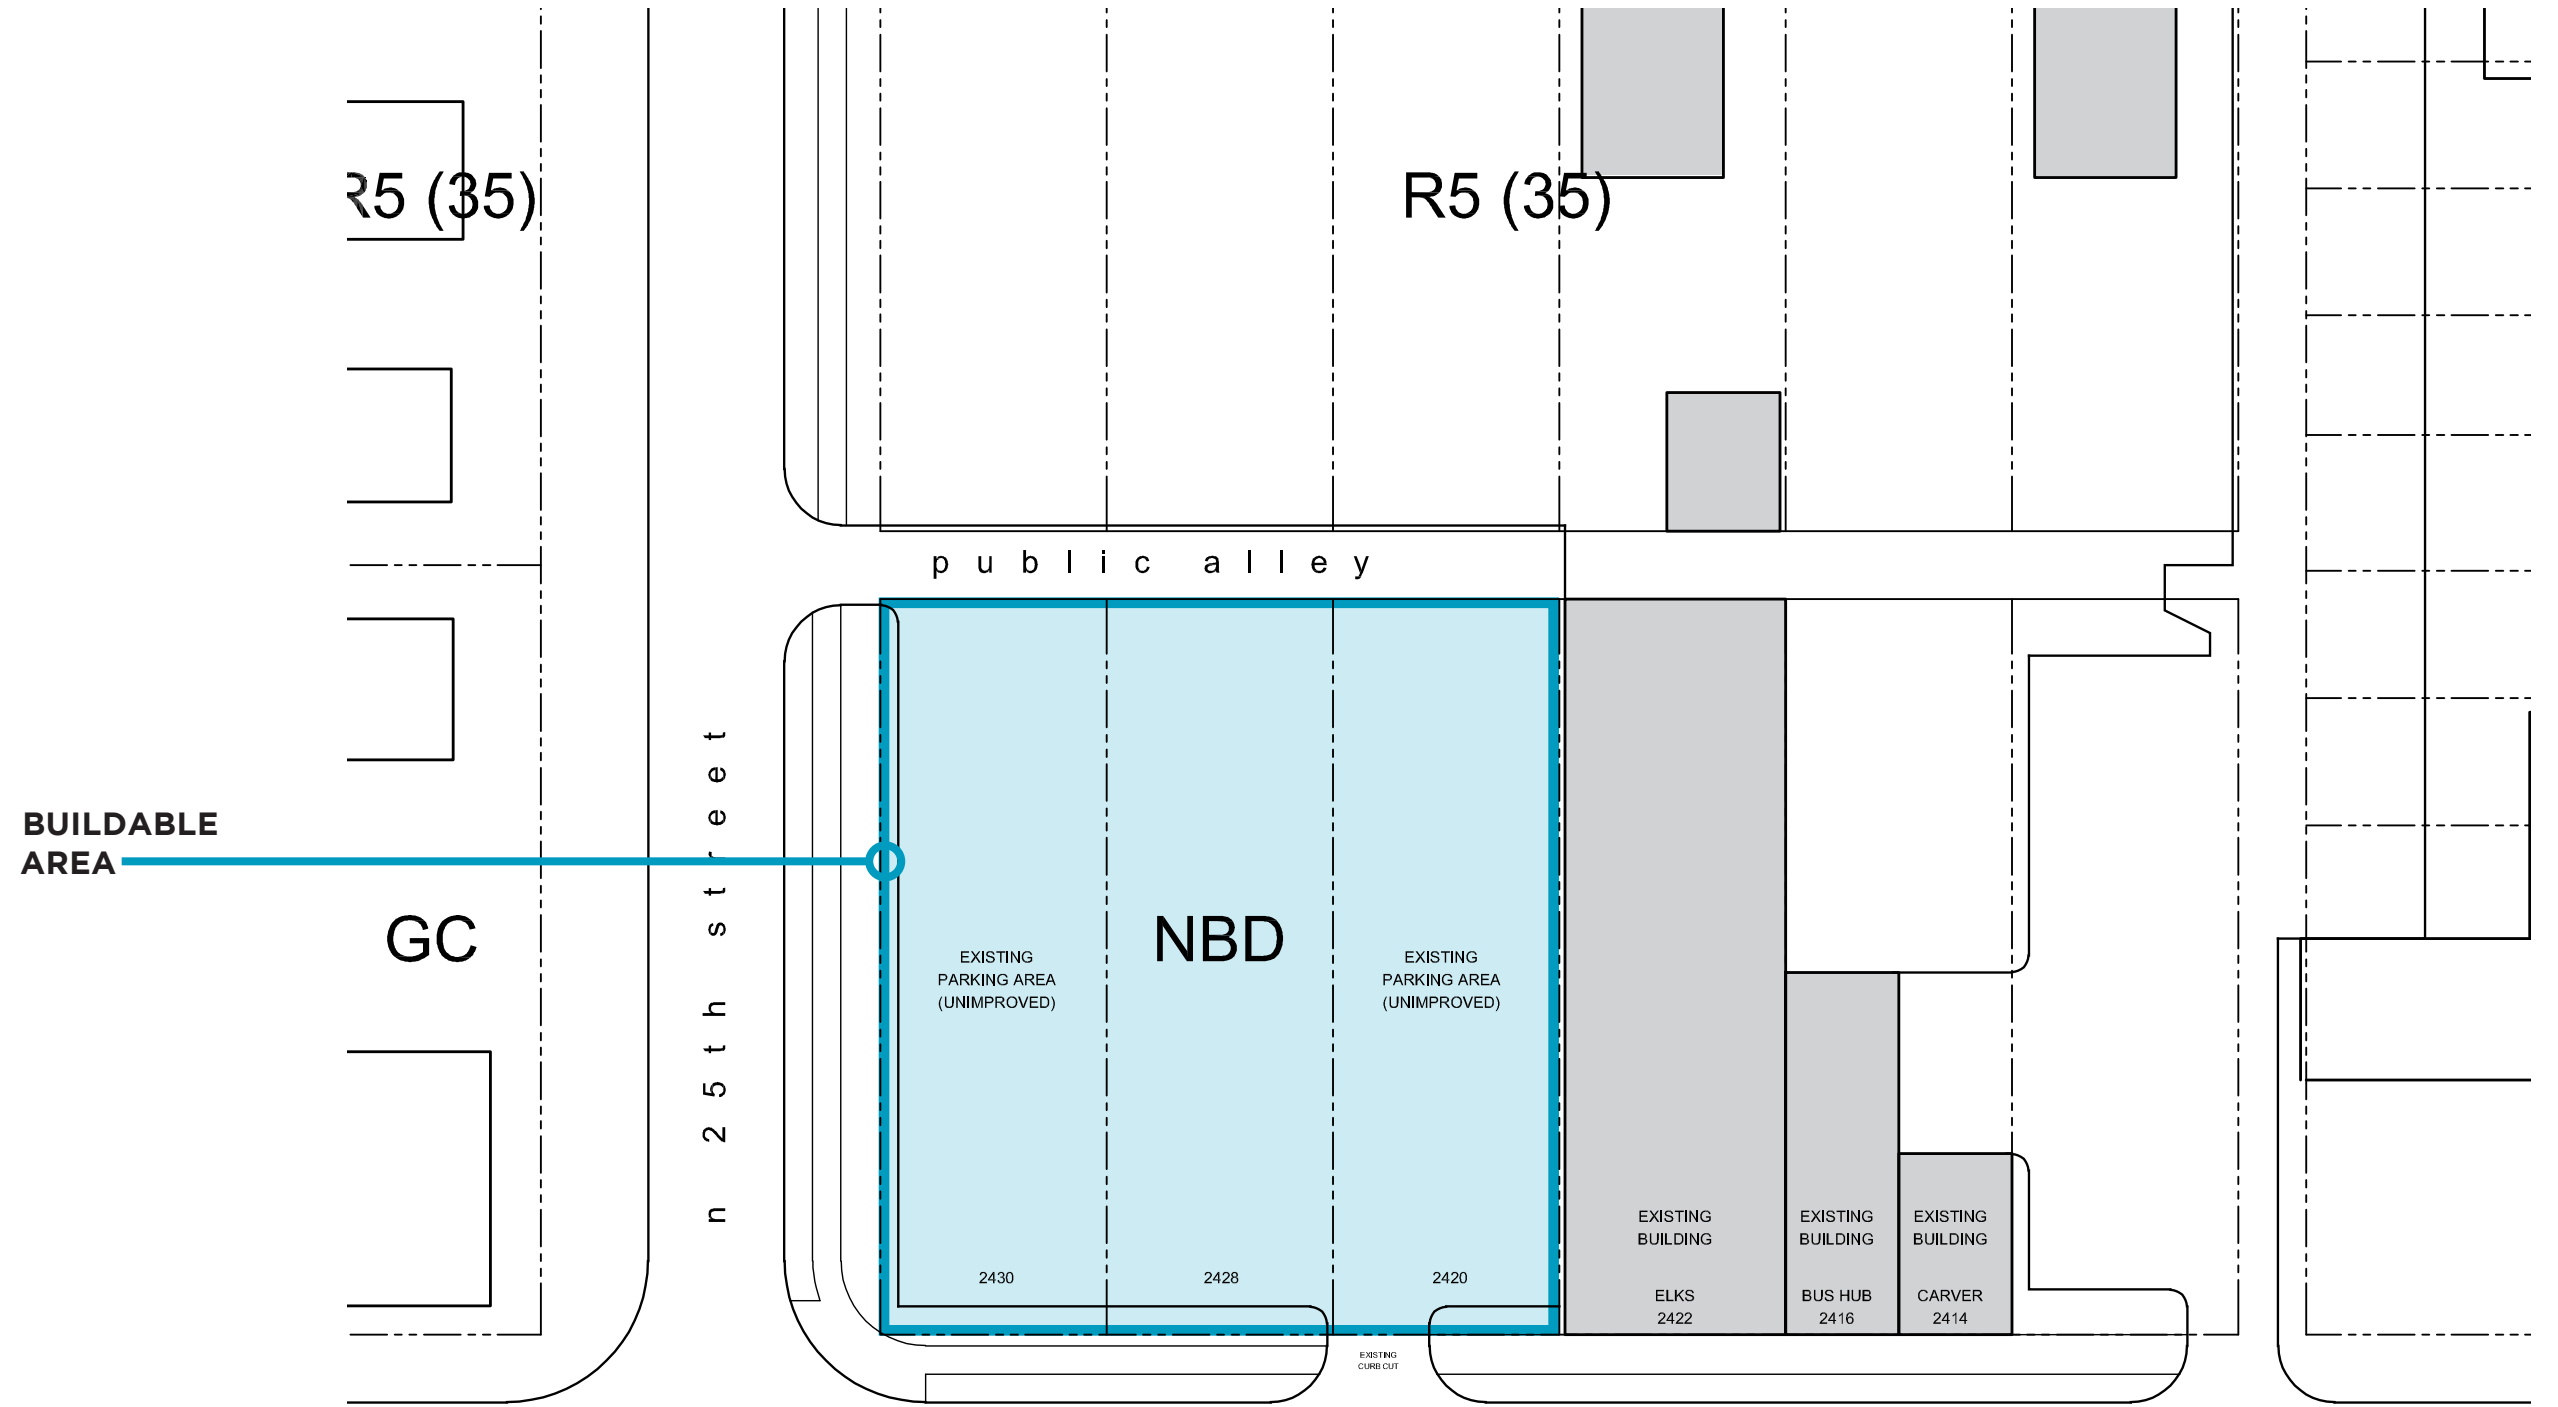 R5 (35)
R5 (35)
public alley
BUILDABLE
AREA
n 25th street
GC
NBD
EXISTING
PARKING AREA
(UNIMPROVED)
EXISTING
PARKING AREA
(UNIMPROVED)
2430
2428
2420
EXISTING
BUILDING
ELKS
2422
EXISTING
BUILDING
BUS HUB
2416
EXISTING
BUILDING
CARVER
2414
EXISTING
CURB CUT